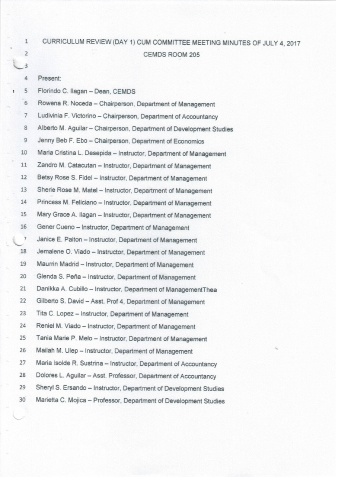 1 CURRICULUM REVIEW (DAY 1) CUM COMMITTEE MEETING MINUTES OF JULY 4, 2017
2 CEMDS ROOM 205
3
4 Present:
5 Florindo C. Ilagan – Dean, CEMDS
6 Rowena R. Noceda – Chairperson, Department of Management
7 Ludivinia F. Victorino – Chairperson, Department of Accountancy
8 Alberto M. Aguilar – Chairperson, Department of Development Studies
9 Jenny Beb F. Ebo – Chairperson, Department of Economics
10 Maria Cristina L. Desepida – Instructor, Department of Management
11 Zandro M. Catacutan – Instructor, Department of Management
12 Betsy Rose S. Fidel – Instructor, Department of Management
13 Sherie Rose M. Matel – Instructor, Department of Management
14 Princess M. Feliciano – Instructor, Department of Management
15 Mary Grace A. Ilagan – Instructor, Department of Management
16 Gener Cueno – Instructor, Department of Management
Janice E. Paiton – Instructor, Department of Management
18 Jemalene O. Viado – Instructor, Department of Management
19 Maurrin Madrid – Instructor, Department of Management
20 Glenda S. Peña – Instructor, Department of Management
21 Danikka A. Cubillo – Instructor, Department of ManagementThea
22 Gilberto S. David – Asst. Prof 4, Department of Management
23 Tita C. Lopez – Instructor, Department of Management
24 Reniel M. Viado – Instructor, Department of Management
25 Tania Marie P. Melo – Instructor, Department of Management
26 Mailah M. Ulep – Instructor, Department of Management
27 Maria Isolde R. Sustrina – Instructor, Department of Accountancy
28 Dolores L. Aguilar – Asst. Professor, Department of Accountancy
29 Sheryl S. Ersando – Instructor, Department of Development Studies
30 Marietta C. Mojica – Professor, Department of Development Studies